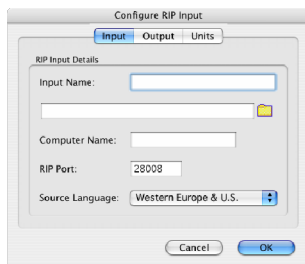 Configure RIP Input
Input Output Units
RIP Input Details
Input Name:
Computer Name:
RIP Port: 28008
Source Language: Western Europe & U.S.
Cancel OK